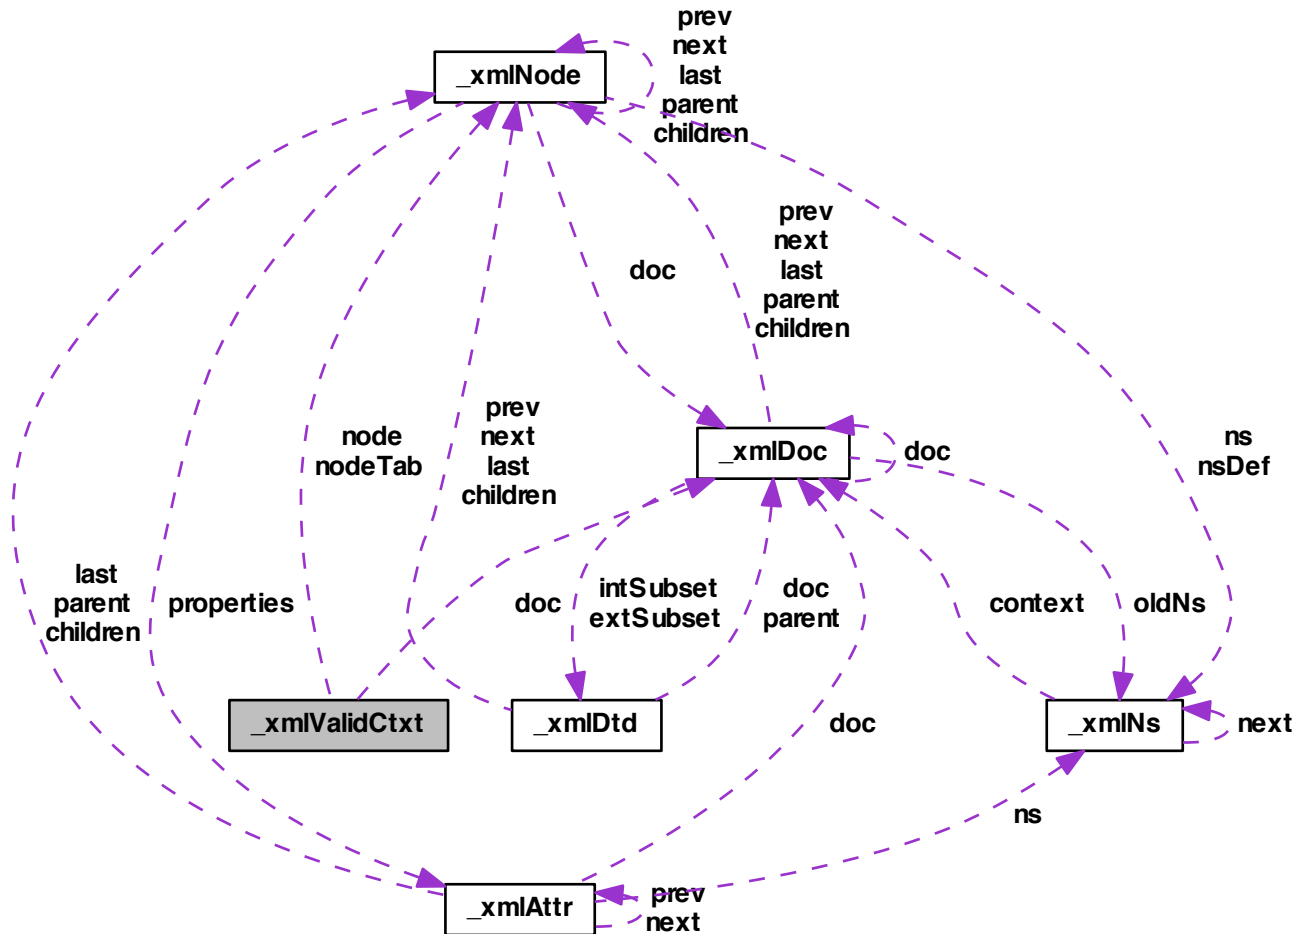 prev
next
last
parent
children
_xmlNode
prev
next
last
parent
children
doc
ns
nsDef
node
nodeTab
prev
next
last
children
_xmlDoc
doc
last
parent
children
properties
doc
intSubset
extSubset
doc
parent
context
oldNs
_xmlValidCtxt
_xmlDtd
doc
_xmlNs
next
ns
_xmlAttr
prev
next